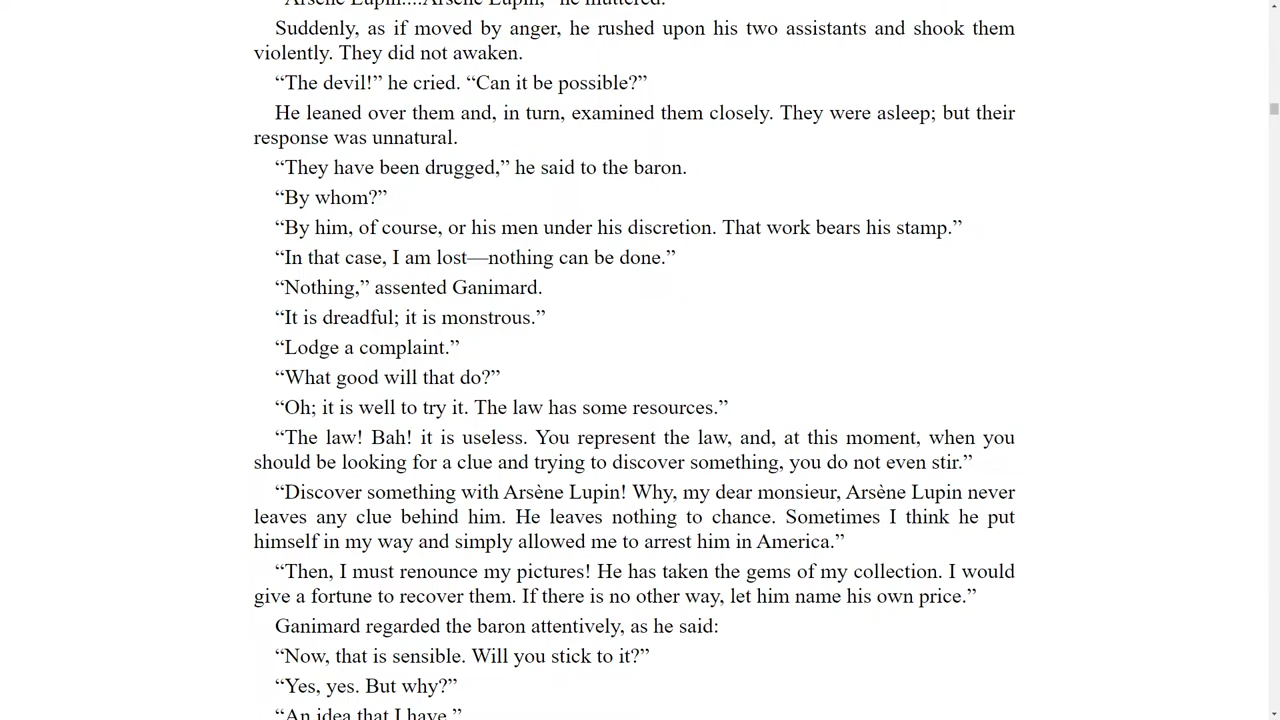 “Arsène Lupin....Arsène Lupin,” he muttered.
Suddenly, as if moved by anger, he rushed upon his two assistants and shook them
violently. They did not awaken.
“The devil!” he cried. “Can it be possible?”
He leaned over them and, in turn, examined them closely. They were asleep; but their
response was unnatural.
“They have been drugged,” he said to the baron.
“By whom?”
“By him, of course, or his men under his discretion. That work bears his stamp.”
“In that case, I am lost—nothing can be done.”
“Nothing,” assented Ganimard.
“It is dreadful; it is monstrous.”
“Lodge a complaint.”
“What good will that do?”
“Oh; it is well to try it. The law has some resources.”
“The law! Bah! it is useless. You represent the law, and, at this moment, when you
should be looking for a clue and trying to discover something, you do not even stir.”
“Discover something with Arsène Lupin! Why, my dear monsieur, Arsène Lupin never
leaves any clue behind him. He leaves nothing to chance. Sometimes I think he put
himself in my way and simply allowed me to arrest him in America.”
“Then, I must renounce my pictures! He has taken the gems of my collection. I would
give a fortune to recover them. If there is no other way, let him name his own price.”
Ganimard regarded the baron attentively, as he said:
“Now, that is sensible. Will you stick to it?”
“Yes, yes. But why?”
“An idea that I have.”